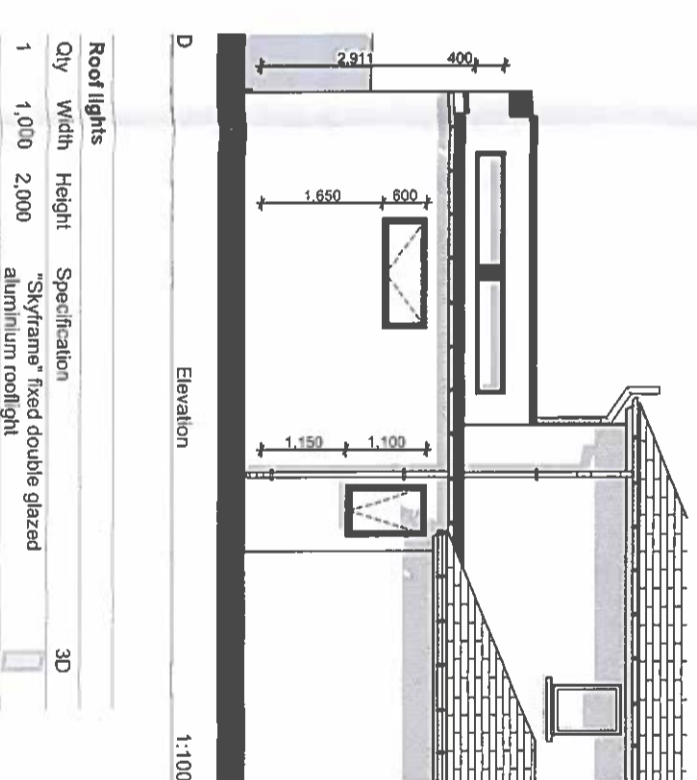 2,911
400
1,650
600
1,150
1,100
D Elevation 1:100
Roof lights
Qty Width Height Specification 3D
1 1,000 2,000 "Skyframe" fixed double glazed
aluminium rooflight